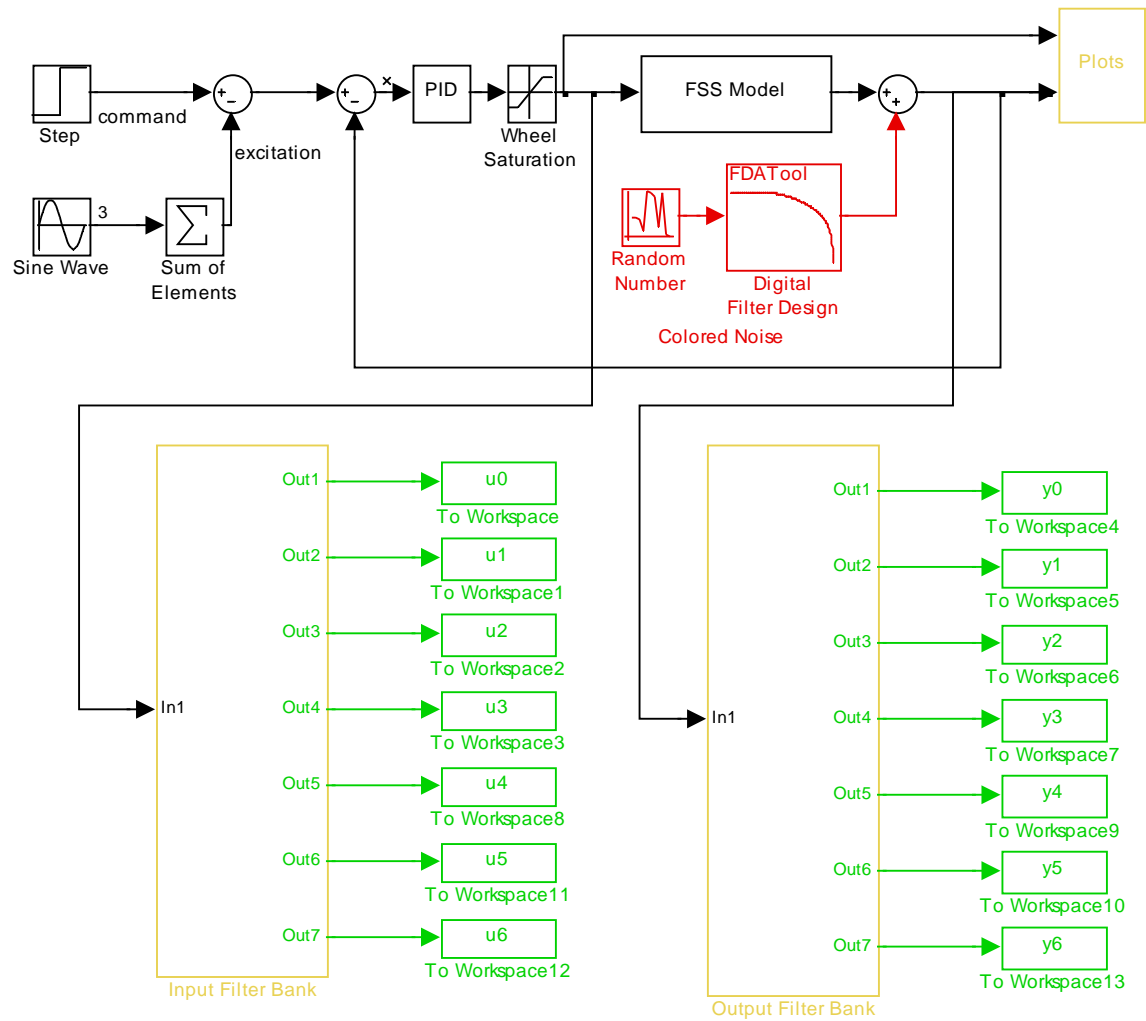 Plots
PID
FSS Model
+
−
+
−
+
+
command
Step
Wheel
Saturation
excitation
FDATool
3
Sine Wave
Sum of
Elements
Random
Number
Digital
Filter Design
Colored Noise
Out1
u0
To Workspace
Out2
u1
To Workspace1
Out3
u2
To Workspace2
In1
Out4
u3
To Workspace3
Out5
u4
To Workspace8
Out6
u5
To Workspace11
Out7
u6
To Workspace12
Input Filter Bank
Out1
y0
To Workspace4
Out2
y1
To Workspace5
Out3
y2
To Workspace6
In1
Out4
y3
To Workspace7
Out5
y4
To Workspace9
Out6
y5
To Workspace10
Out7
y6
To Workspace13
Output Filter Bank